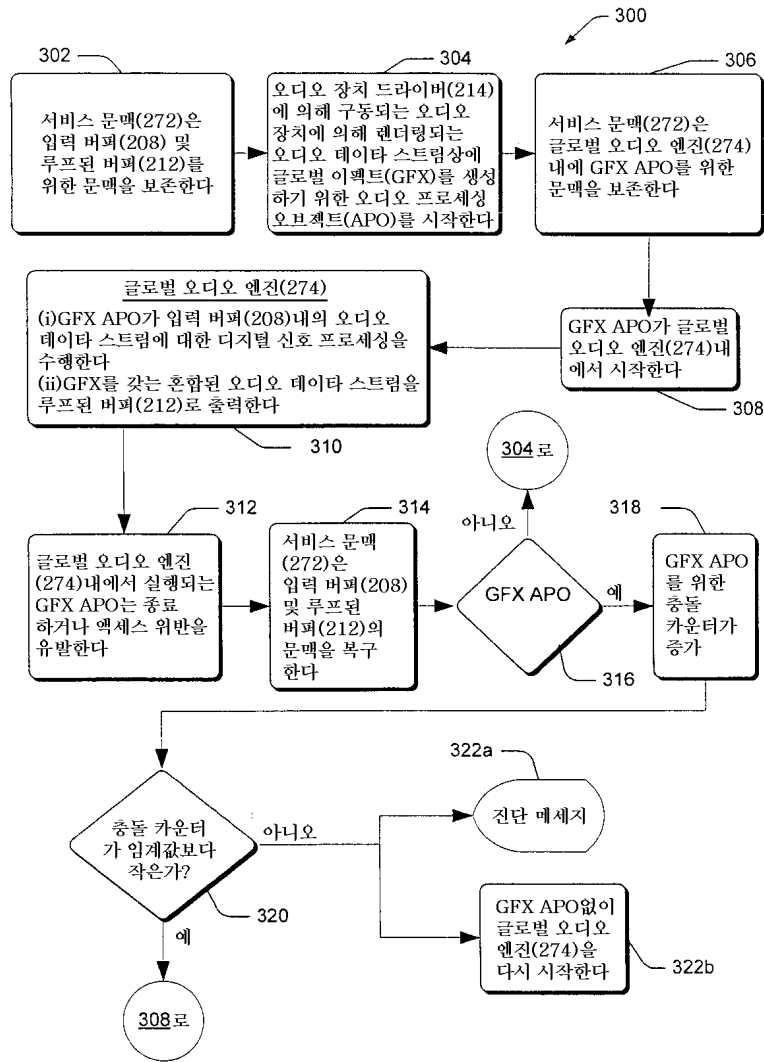 300
302
서비스 문맥(272)은
입력 버퍼(208) 및
루프된 버퍼(212)를
위한 문맥을 보존한다
304
오디오 장치 드라이버(214)
에 의해 구동되는 오디오
장치에 의해 렌더링되는
오디오 데이타 스트림상에
글로벌 이펙트(GFX)를 생성
하기 위한 오디오 프로세싱
오브젝트(APO)를 시작한다
306
서비스 문맥(272)은
글로벌 오디오 엔진(274)
내에 GFX APO를 위한
문맥을 보존한다
GFX APO가 글로벌
오디오 엔진(274)내
에서 시작한다
308
글로벌 오디오 엔진(274)
(i)GFX APO가 입력 버퍼(208)내의 오디오
데이타 스트림에 대한 디지털 신호 프로세싱을
수행한다
(ii)GFX를 갖는 혼합된 오디오 데이타 스트림을
루프된 버퍼(212)로 출력한다
310
312
글로벌 오디오 엔진
(274)내에서 실행되는
GFX APO는 종료
하거나 액세스 위반을
유발한다
314
서비스 문맥
(272)은
입력 버퍼(208)
및 루프된
버퍼(212)의
문맥을 복구
한다
304로
아니오
GFX APO
예
316
318
GFX APO
를 위한
충돌
카운터가
증가
충돌 카운터
가 임계값보다
작은가?
아니오
320
예
308로
322a
진단 메세지
GFX APO없이
글로벌 오디오
엔진(274)을
다시 시작한다
322b